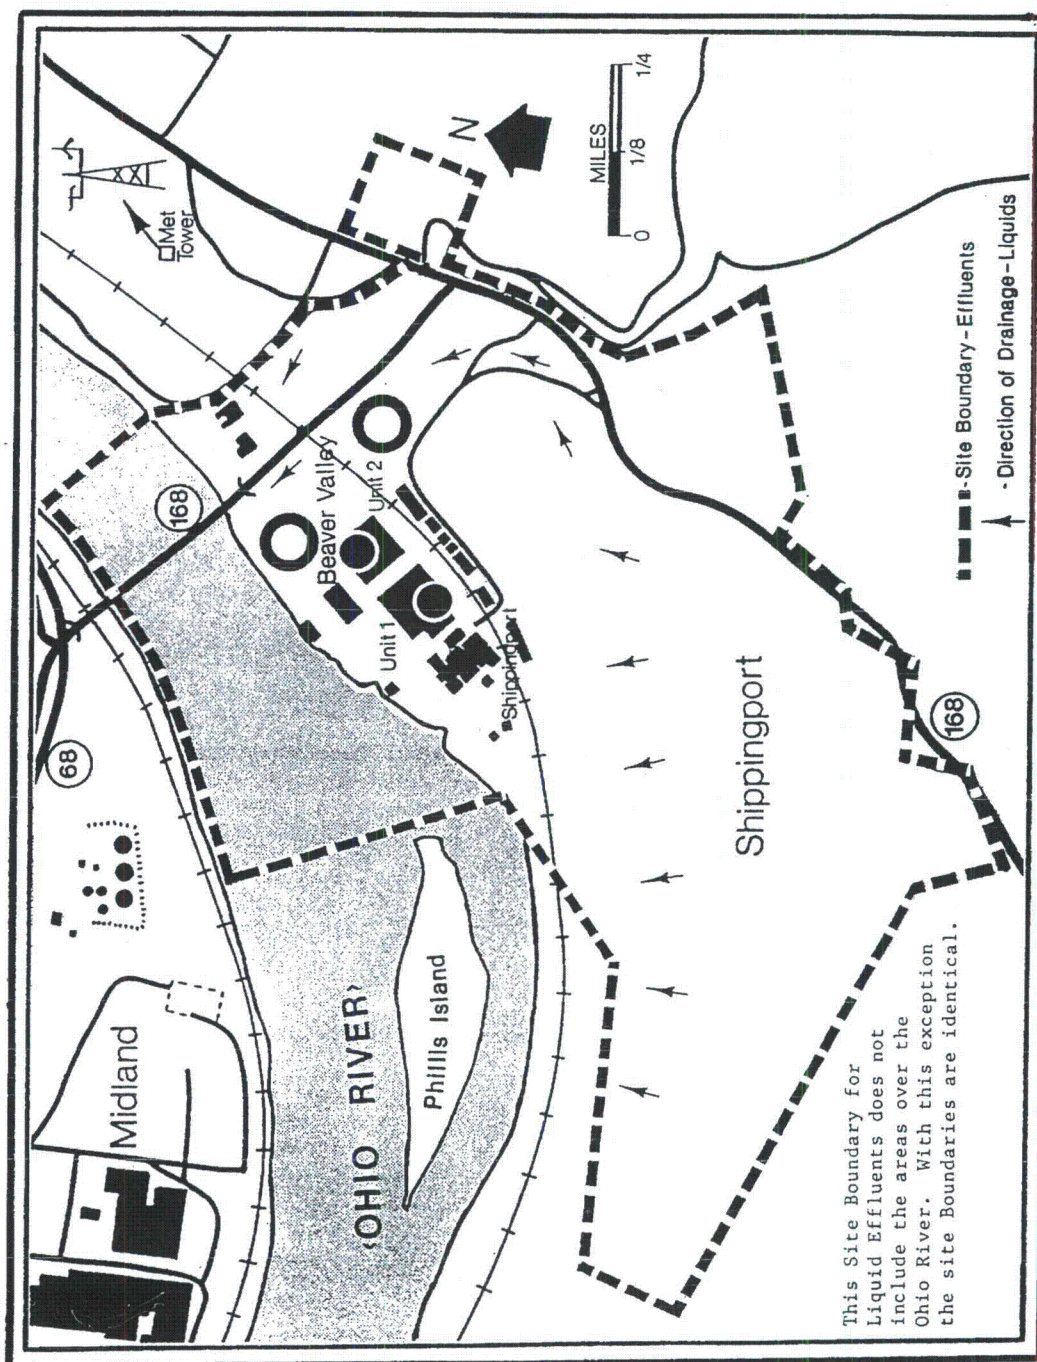 Midland
68
‹OHIO RIVER›
Phillis Island
168
Beaver Valley
Unit 1
Unit 2
Shippingport
Met
Tower
N
MILES
0
1/8
1/4
Shippingport
168
-Site Boundary-Effluents
- Direction of Drainage-Liquids
This Site Boundary for
Liquid Effluents does not
include the areas over the
Ohio River. With this exception
the site Boundaries are identical.